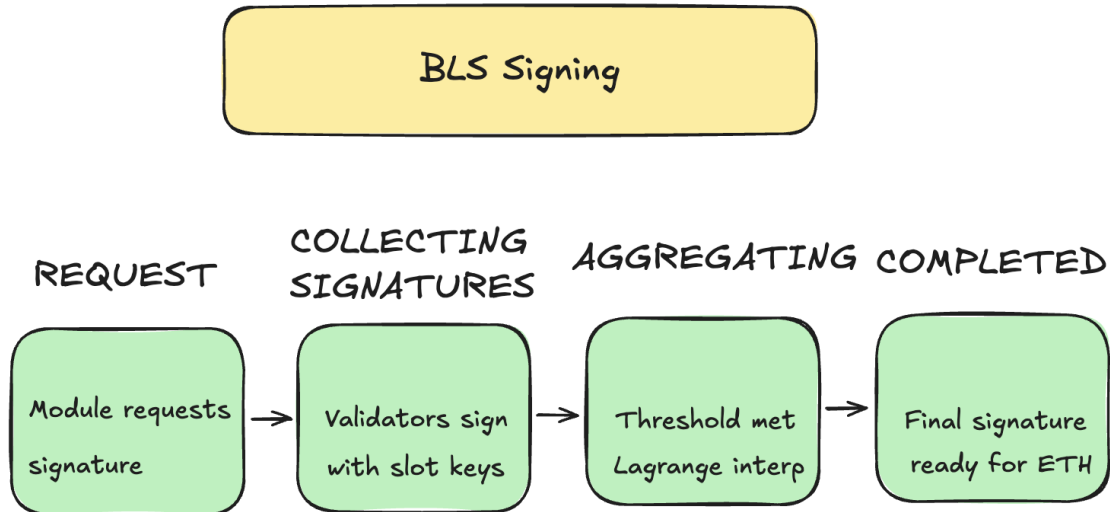 BLS Signing
REQUEST
COLLECTING
SIGNATURES
AGGREGATING
COMPLETED
Module requests
signature
Validators sign
with slot keys
Threshold met
Lagrange interp
Final signature
ready for ETH